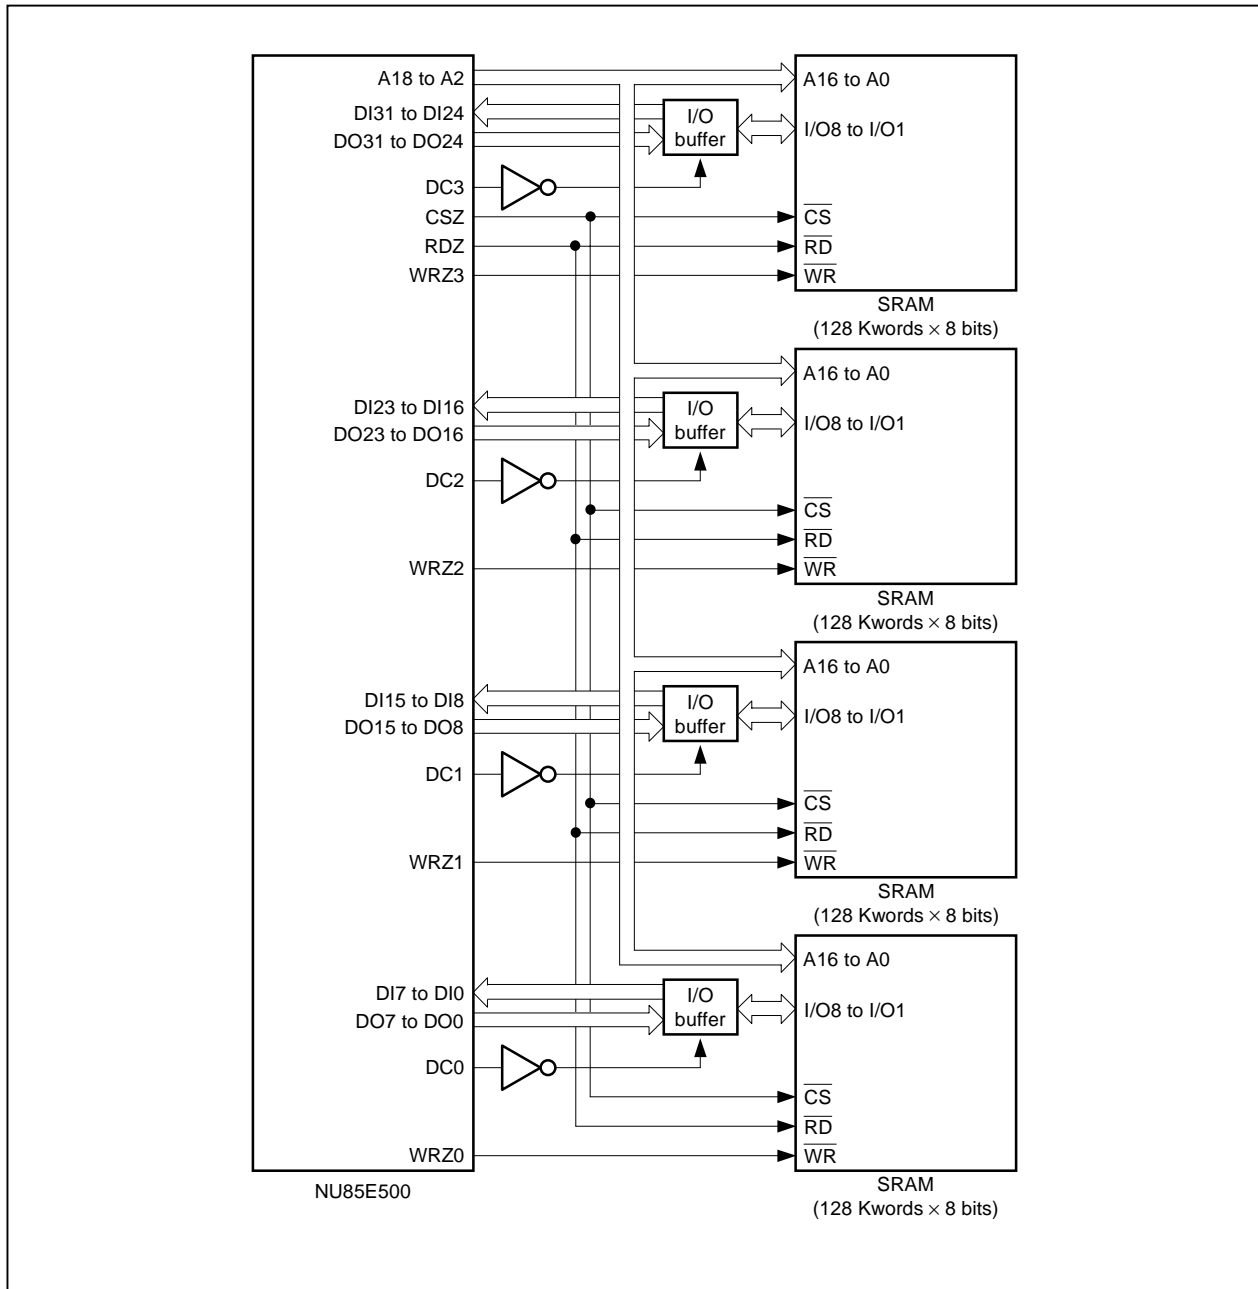 A18 to A2
DI31 to DI24
DO31 to DO24
DC3
CSZ
RDZ
WRZ3
I/O
buffer
A16 to A0
I/O8 to I/O1
CS
RD
WR
SRAM
(128 Kwords × 8 bits)
DI23 to DI16
DO23 to DO16
DC2
WRZ2
I/O
buffer
A16 to A0
I/O8 to I/O1
CS
RD
WR
SRAM
(128 Kwords × 8 bits)
DI15 to DI8
DO15 to DO8
DC1
WRZ1
I/O
buffer
A16 to A0
I/O8 to I/O1
CS
RD
WR
SRAM
(128 Kwords × 8 bits)
DI7 to DI0
DO7 to DO0
DC0
WRZ0
I/O
buffer
A16 to A0
I/O8 to I/O1
CS
RD
WR
NU85E500
SRAM
(128 Kwords × 8 bits)